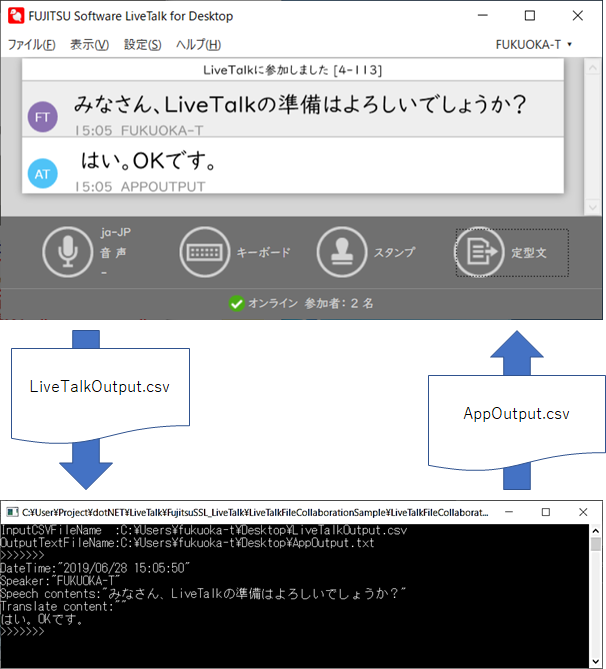 FUJITSU Software LiveTalk for Desktop
ファイル(F) 表示(V) 設定(S) ヘルプ(H) FUKUOKA-T
LiveTalkに参加しました [4-113]
FT みなさん、LiveTalkの準備はよろしいでしょうか?
15:05 FUKUOKA-T
AT はい。OKです。
15:05 APPOUTPUT
ja-JP
音声
-
キーボード
スタンプ
定型文
オンライン 参加者: 2 名
LiveTalkOutput.csv
AppOutput.csv
C:¥User¥Project¥dotNET¥LiveTalk¥FujitsuSSL_LiveTalk¥LiveTalkFileCollaborationSample¥LiveTalkFileCollaborat...
InputCSVFileName :C:¥Users¥fukuoka-t¥Desktop¥LiveTalkOutput.csv
OutputTextFileName:C:¥Users¥fukuoka-t¥Desktop¥AppOutput.txt
>>>>>>>
DateTime:"2019/06/28 15:05:50"
Speaker:"FUKUOKA-T"
Speech contents:"みなさん、LiveTalkの準備はよろしいでしょうか?"
Translate content:""
はい。OKです。
>>>>>>>